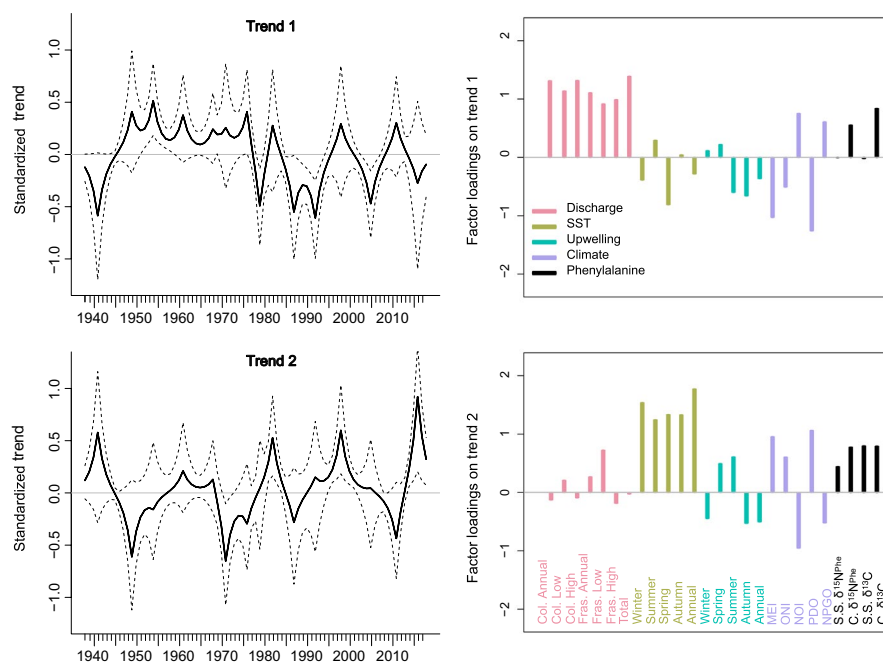 Trend 1
Standardized trend
1.0
0.5
0.0
−0.5
−1.0
1940 1950 1960 1970 1980 1990 2000 2010
Factor loadings on trend 1
2
1
0
−1
−2
Discharge
SST
Upwelling
Climate
Phenylalanine
Trend 2
Standardized trend
1.0
0.5
0.0
−0.5
−1.0
1940 1950 1960 1970 1980 1990 2000 2010
Factor loadings on trend 2
2
1
0
−1
−2
Col. Annual
Col. Low
Col. High
Fras. Annual
Fras. Low
Fras. High
Total
Winter
Summer
Spring
Autumn
Annual
Winter
Spring
Summer
Autumn
Annual
MEI
ONI
NOI
PDO
NPGO
S.S. δ¹⁵Nᴾʰᵉ
C. δ¹⁵Nᴾʰᵉ
S.S. δ¹³C
C. δ¹³C